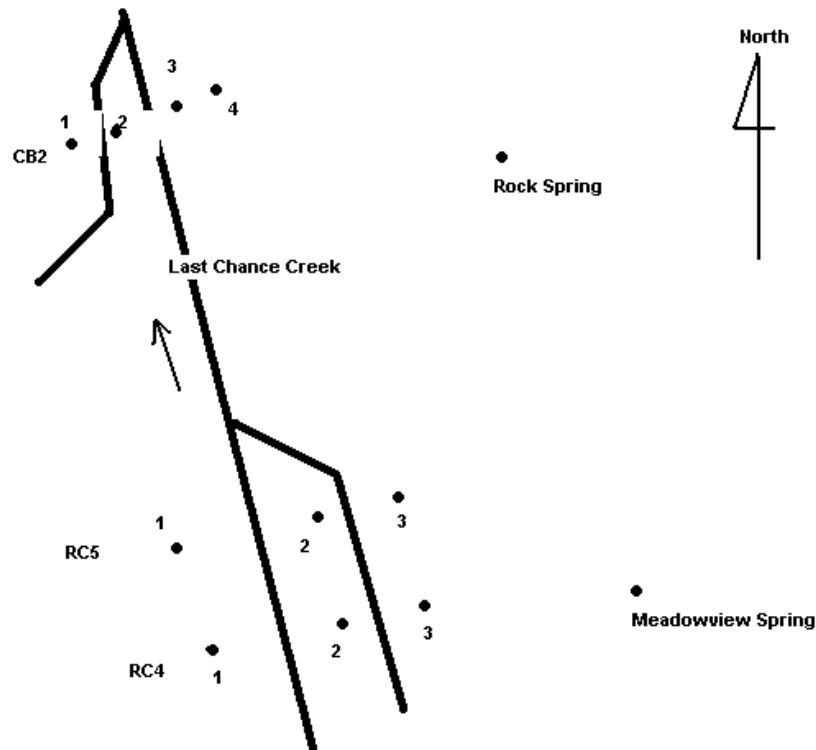 North
3
4
1
2
CB2
Rock Spring
Last Chance Creek
1
3
2
RC5
Meadowview Spring
3
2
RC4
1